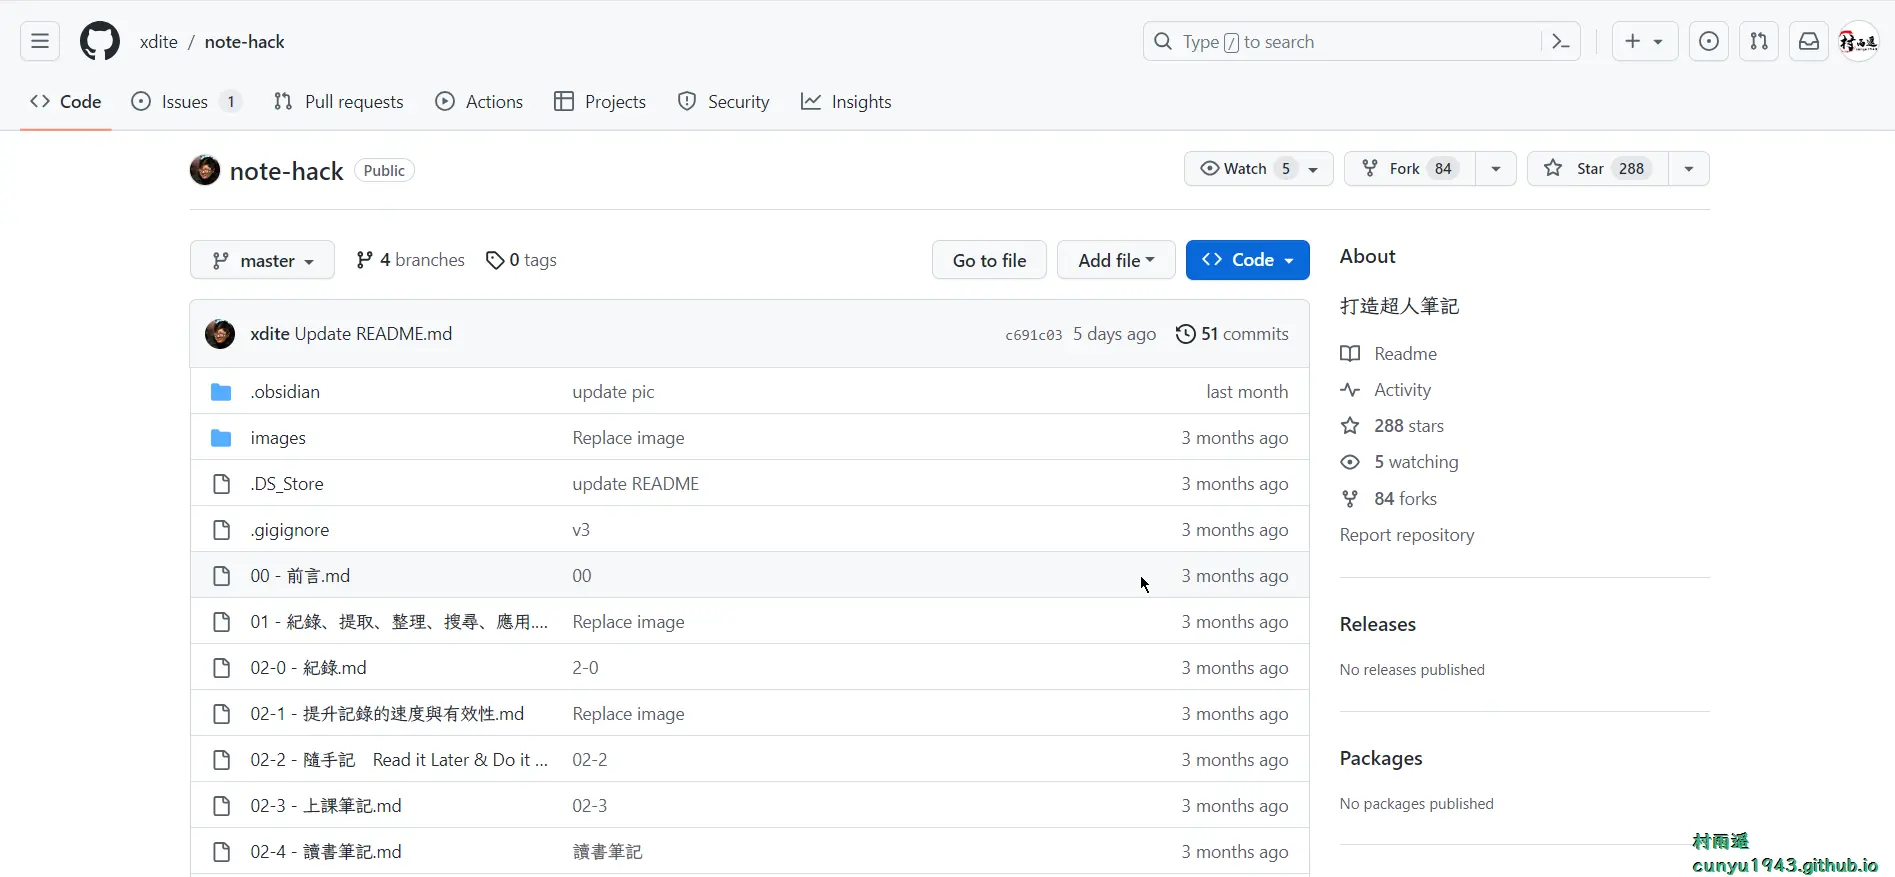 xdite / note-hack
Type / to search
Code Issues 1 Pull requests Actions Projects Security Insights
note-hack Public
Watch 5 Fork 84 Star 288
master 4 branches 0 tags Go to file Add file Code
xdite Update README.md c691c03 5 days ago 51 commits
.obsidian update pic last month
images Replace image 3 months ago
.DS_Store update README 3 months ago
.gigignore v3 3 months ago
00 - 前言.md 00 3 months ago
01 - 紀錄、提取、整理、搜尋、應用.... Replace image 3 months ago
02-0 - 紀錄.md 2-0 3 months ago
02-1 - 提升記錄的速度與有效性.md Replace image 3 months ago
02-2 - 隨手記　Read it Later & Do it ... 02-2 3 months ago
02-3 - 上課筆記.md 02-3 3 months ago
02-4 - 讀書筆記.md 讀書筆記 3 months ago
About
打造超人筆記
Readme
Activity
288 stars
5 watching
84 forks
Report repository
Releases
No releases published
Packages
No packages published
村雨遥
cunyu1943.github.io